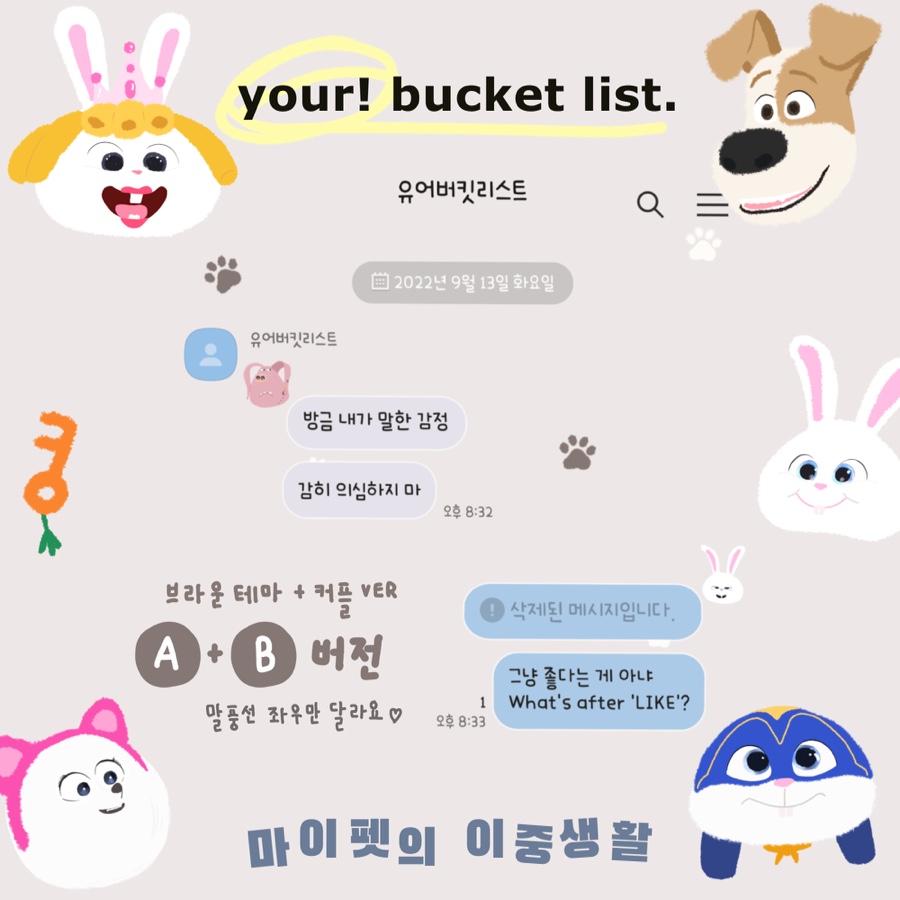 your! bucket list.
유어버킷리스트
2022년 9월 13일 화요일
유어버킷리스트
방금 내가 말한 감정
감히 의심하지 마
오후 8:32
브라운 테마 + 커플 VER
A + B 버전
말풍선 좌우만 달라요♡
! 삭제된 메시지입니다.
그냥 좋다는 게 아냐
What's after 'LIKE'?
1
오후 8:33
마이펫의 이중생활